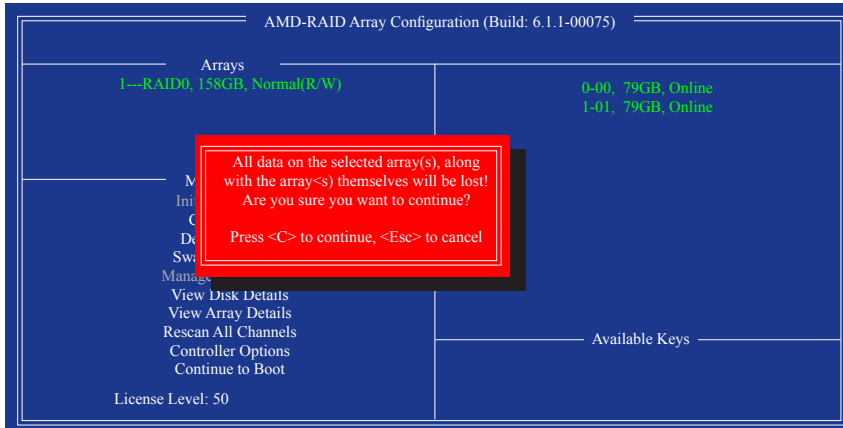 AMD-RAID Array Configuration (Build: 6.1.1-00075)
Arrays
1---RAID0, 158GB, Normal(R/W)
0-00, 79GB, Online
1-01, 79GB, Online
All data on the selected array(s), along
with the array<s) themselves will be lost!
Are you sure you want to continue?
Press <C> to continue, <Esc> to cancel
View Disk Details
View Array Details
Rescan All Channels
Controller Options
Continue to Boot
Available Keys
License Level: 50